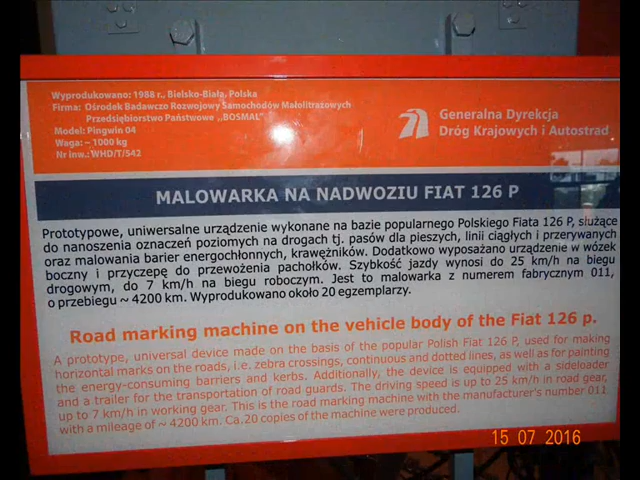 Wyprodukowano: 1988 r., Bielsko-Biała, Polska
Firma: Ośrodek Badawczo Rozwojowy Samochodów Małolitrażowych
Przedsiębiorstwo Państwowe ,,BOSMAL"
Model: Pingwin 04
Waga: ~ 1000 kg
Nr inw.: WHD/T/542
Generalna Dyrekcja
Dróg Krajowych i Autostrad
MALOWARKA NA NADWOZIU FIAT 126 P
Prototypowe, uniwersalne urządzenie wykonane na bazie popularnego Polskiego Fiata 126 P, służące
do nanoszenia oznaczeń poziomych na drogach tj. pasów dla pieszych, linii ciągłych i przerywanych
oraz malowania barier energochłonnych, krawężników. Dodatkowo wyposażano urządzenie w wózek
boczny i przyczepę do przewożenia pachołków. Szybkość jazdy wynosi do 25 km/h na biegu
drogowym, do 7 km/h na biegu roboczym. Jest to malowarka z numerem fabrycznym 011,
o przebiegu ~ 4200 km. Wyprodukowano około 20 egzemplarzy.
Road marking machine on the vehicle body of the Fiat 126 p.
A prototype, universal device made on the basis of the popular Polish Fiat 126 P, used for making
horizontal marks on the roads, i.e. zebra crossings, continuous and dotted lines, as well as for painting
the energy-consuming barriers and kerbs. Additionally, the device is equipped with a sideloader
and a trailer for the transportation of road guards. The driving speed is up to 25 km/h in road gear,
up to 7 km/h in working gear. This is the road marking machine with the manufacturer's number 011
with a mileage of ~ 4200 km. Ca.20 copies of the machine were produced.
15 07 2016